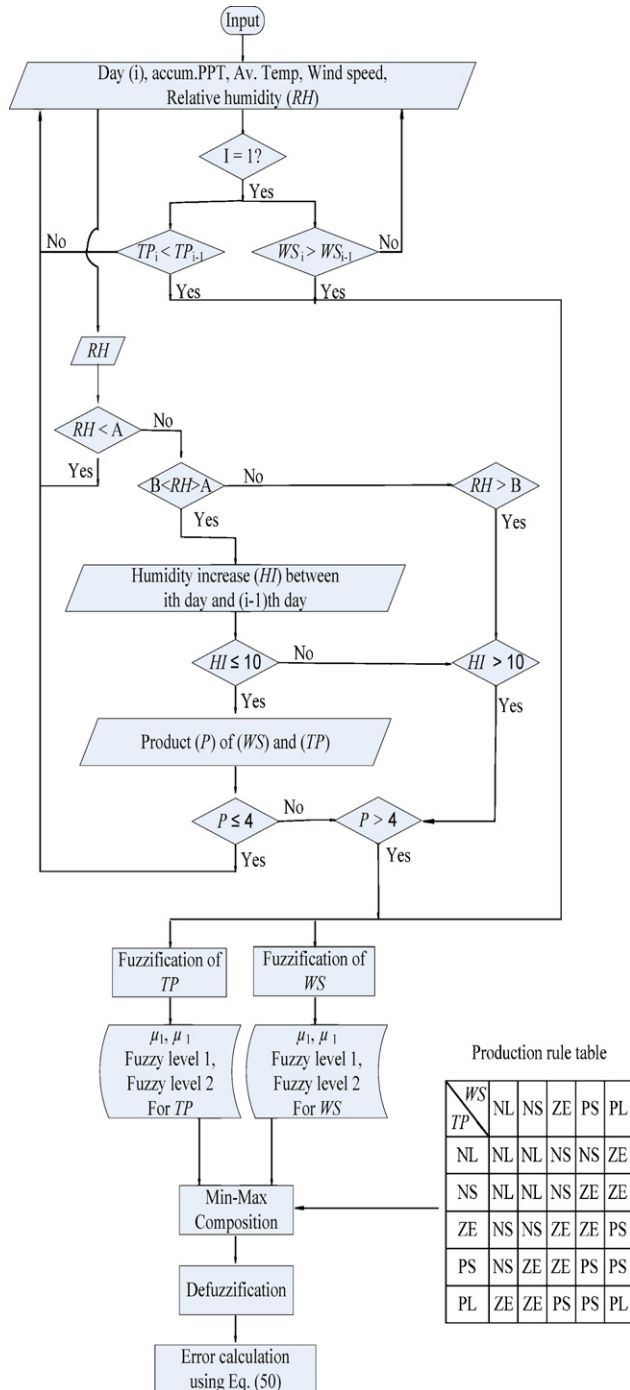 Input
Day (i), accum.PPT, Av. Temp, Wind speed,
Relative humidity (RH)
I = 1?
Yes
No
TPᵢ < TPᵢ₋₁
WSᵢ > WSᵢ₋₁
No
Yes
Yes
RH
RH < A
No
Yes
B<RH>A
No
RH > B
Yes
Yes
Humidity increase (HI) between
ith day and (i-1)th day
HI ≤ 10
No
HI > 10
Yes
Yes
Product (P) of (WS) and (TP)
P ≤ 4
No
P > 4
Yes
Yes
Fuzzification of
TP
Fuzzification of
WS
μ₁, μ ₁
Fuzzy level 1,
Fuzzy level 2
For TP
μ₁, μ ₁
Fuzzy level 1,
Fuzzy level 2
For WS
Production rule table
WS
TP
NL NS ZE PS PL
NL NL NL NS NS ZE
NS NL NL NS ZE ZE
ZE NS NS ZE ZE PS
PS NS ZE ZE PS PS
PL ZE ZE PS PS PL
Min-Max
Composition
Defuzzification
Error calculation
using Eq. (50)